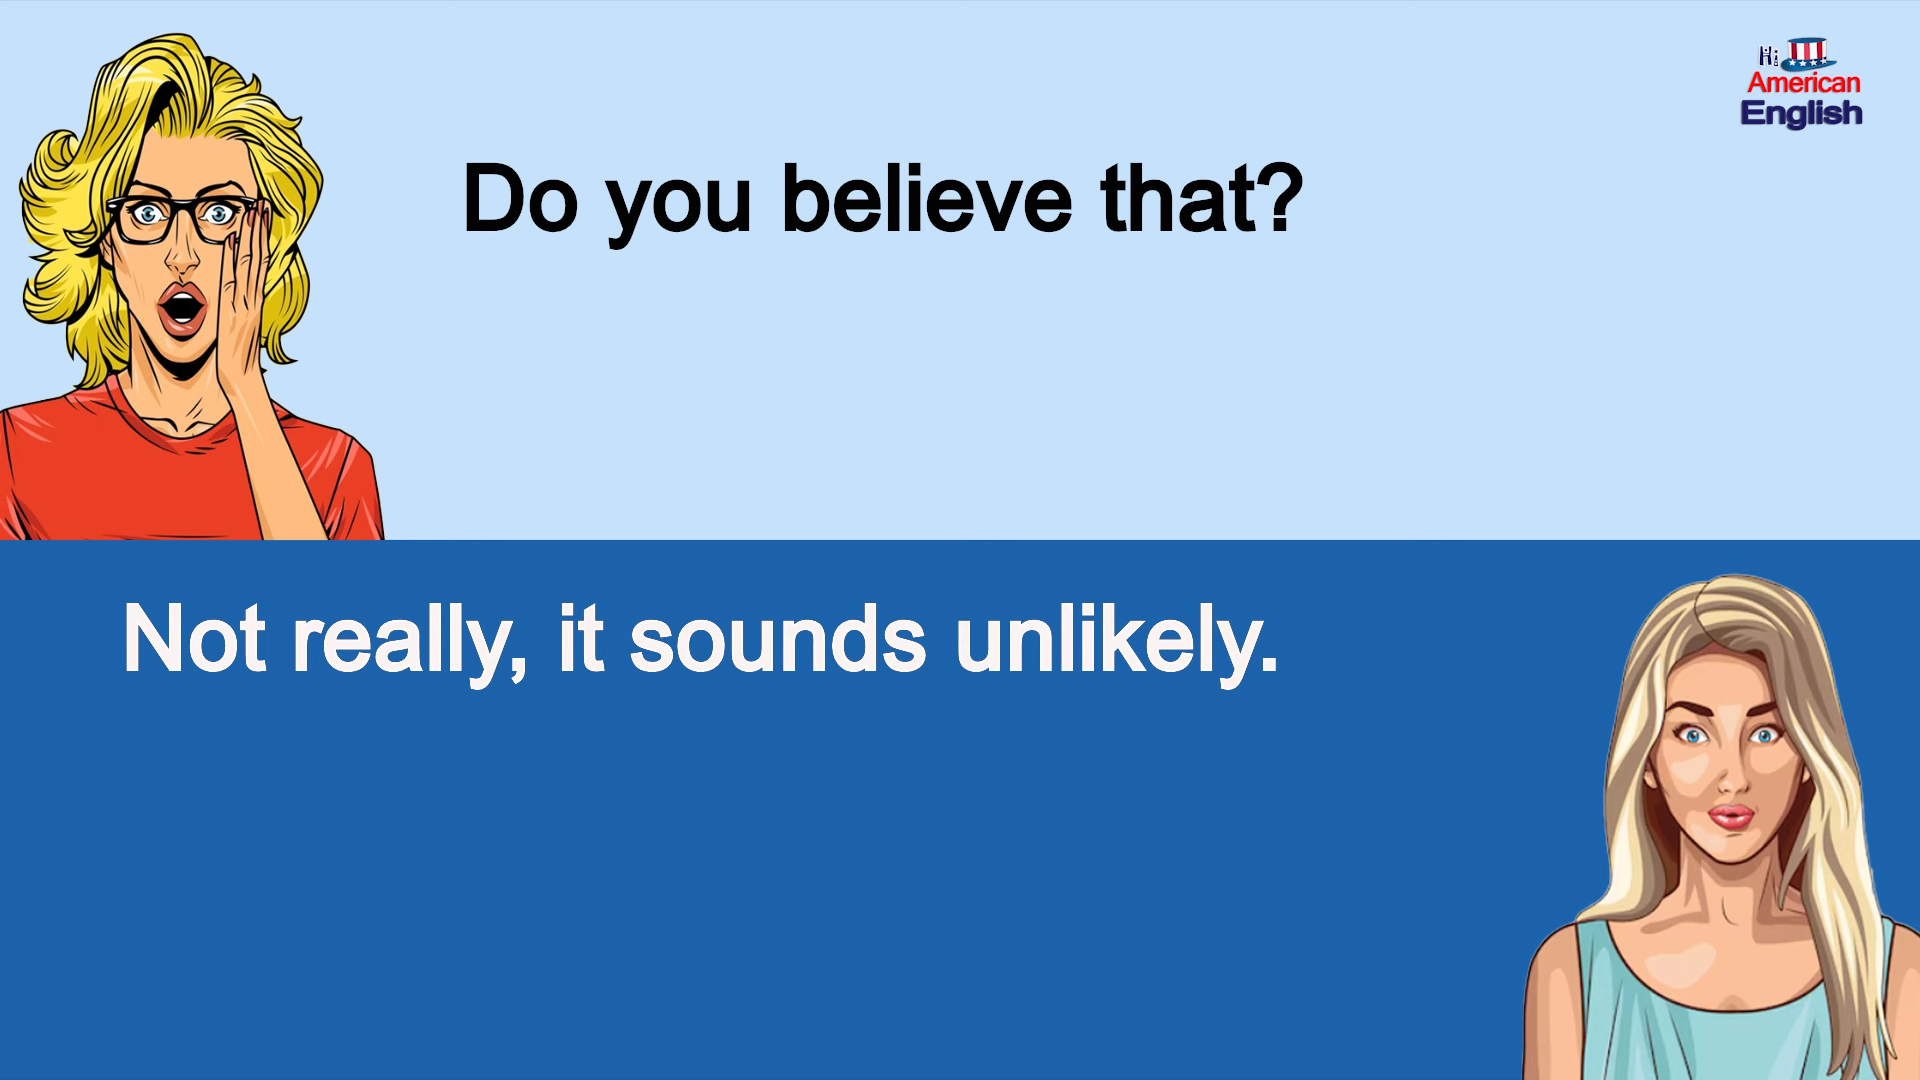 Hi
American
English
Do you believe that?
Not really, it sounds unlikely.